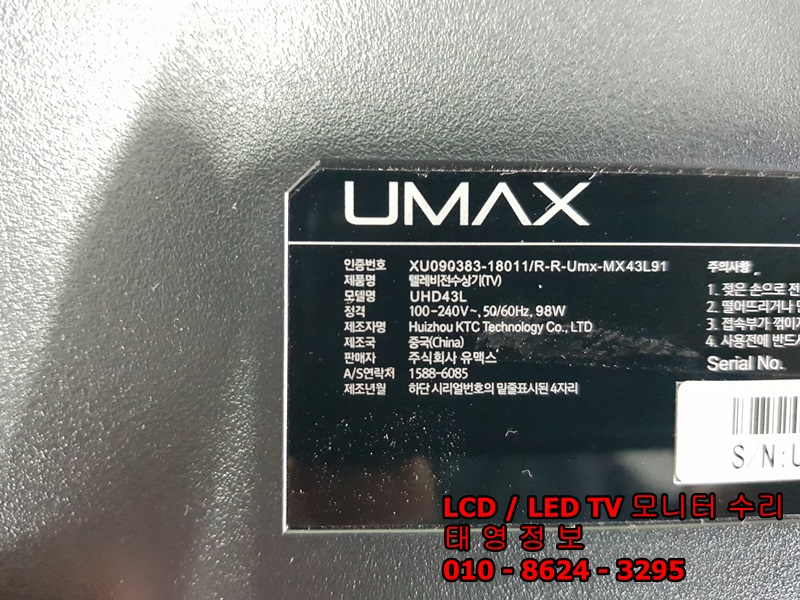 UMAX
인증번호 XU090383-18011/R-R-Umx-MX43L91
제품명 텔레비전수상기(TV)
모델명 UHD43L
정격 100-240V~, 50/60Hz, 98W
제조자명 Huizhou KTC Technology Co., LTD
제조국 중국(China)
판매자 주식회사 유맥스
A/S연락처 1588-6085
제조년월 하단 시리얼번호의 밑줄표시된 4자리
주의사항
1. 젖은 손으로 전
2. 떨어뜨리거나
3. 접속부가 꺾이
4. 사용전에 반드시
Serial No.
S/N:U
LCD / LED TV 모니터 수리
태 영 정 보
010 - 8624 - 3295